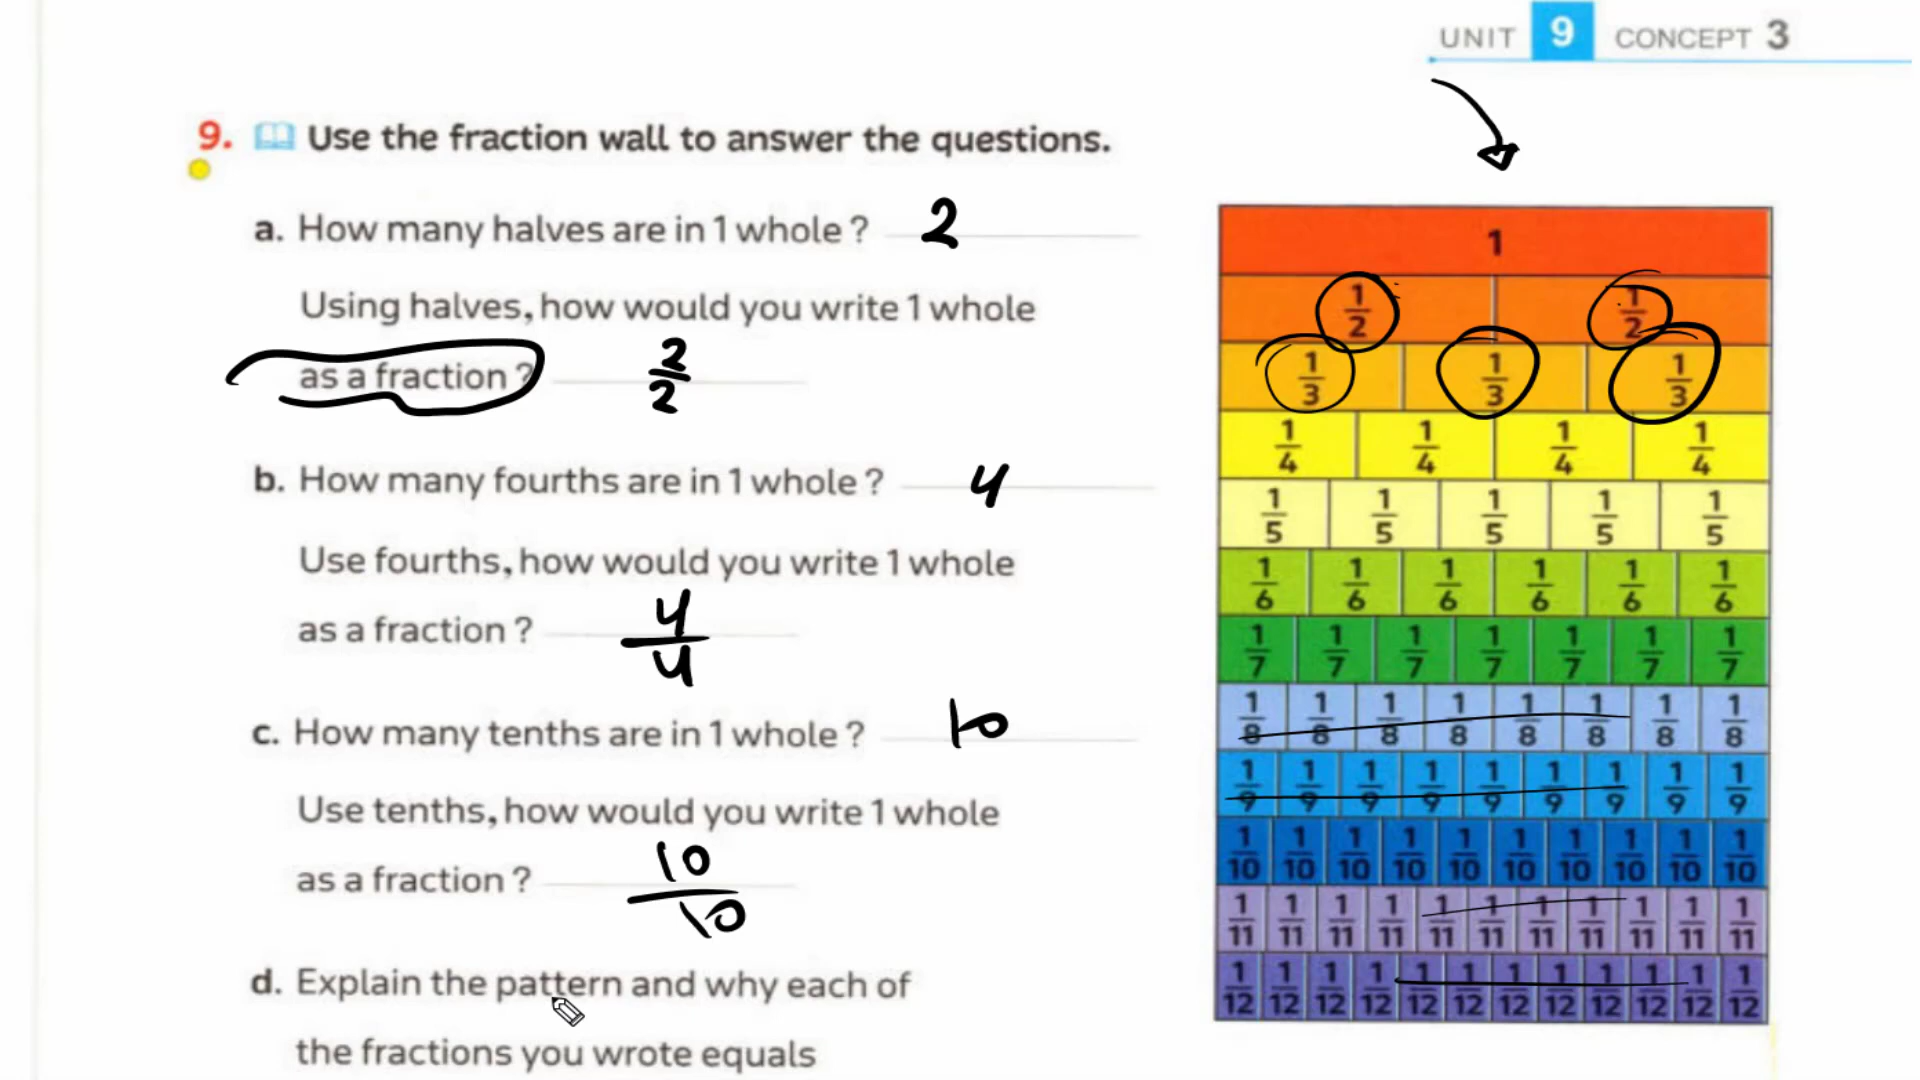 UNIT 9 CONCEPT 3
9. Use the fraction wall to answer the questions.
a. How many halves are in 1 whole ? 2
Using halves, how would you write 1 whole
as a fraction ? 2/2
b. How many fourths are in 1 whole ? 4
Use fourths, how would you write 1 whole
as a fraction ? 4/4
c. How many tenths are in 1 whole ? 10
Use tenths, how would you write 1 whole
as a fraction ? 10/10
d. Explain the pattern and why each of
the fractions you wrote equals
1
1/2 1/2
1/3 1/3 1/3
1/4 1/4 1/4 1/4
1/5 1/5 1/5 1/5 1/5
1/6 1/6 1/6 1/6 1/6 1/6
1/7 1/7 1/7 1/7 1/7 1/7 1/7
1/8 1/8 1/8 1/8 1/8 1/8 1/8 1/8
1/9 1/9 1/9 1/9 1/9 1/9 1/9 1/9 1/9
1/10 1/10 1/10 1/10 1/10 1/10 1/10 1/10 1/10 1/10
1/11 1/11 1/11 1/11 1/11 1/11 1/11 1/11 1/11 1/11 1/11
1/12 1/12 1/12 1/12 1/12 1/12 1/12 1/12 1/12 1/12 1/12 1/12